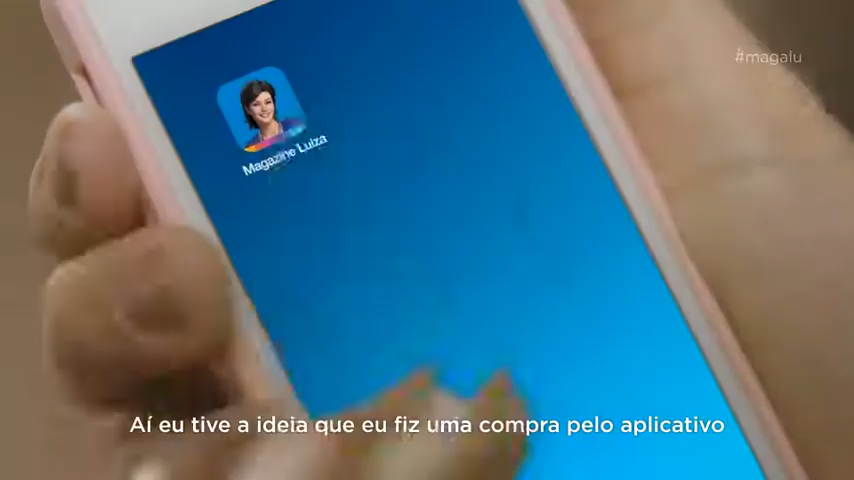 #magalu
Magazine Luiza
Aí eu tive a ideia que eu fiz uma compra pelo aplicativo